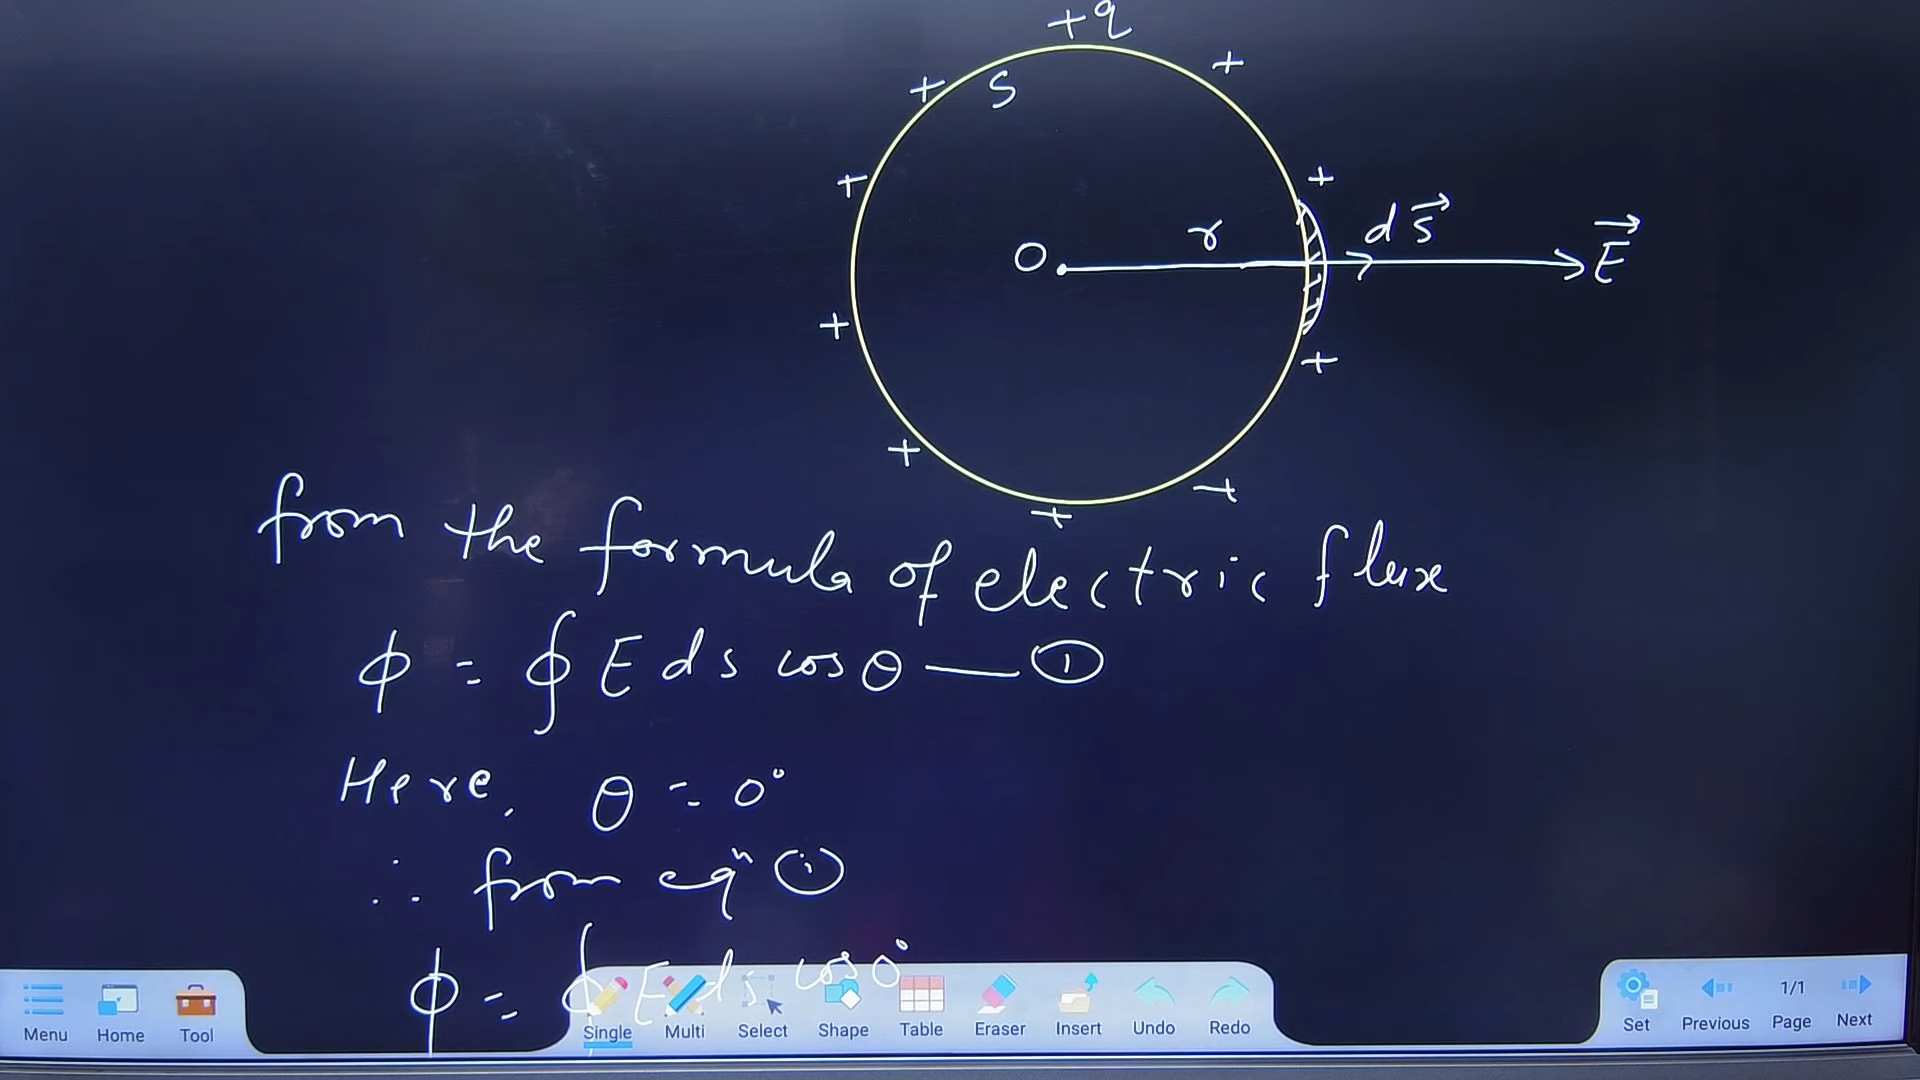 +q
+
+
S
+
+
d s⃗
E⃗
r
O
+
+
+
+
+
from the formula of electric flux
ϕ = ∮ E ds cos θ — ①
Here, θ = 0°
∴ from eqⁿ ①
ϕ = ∮ E ds cos 0°
Menu Home Tool Single Multi Select Shape Table Eraser Insert Undo Redo Set Previous 1/1 Page Next